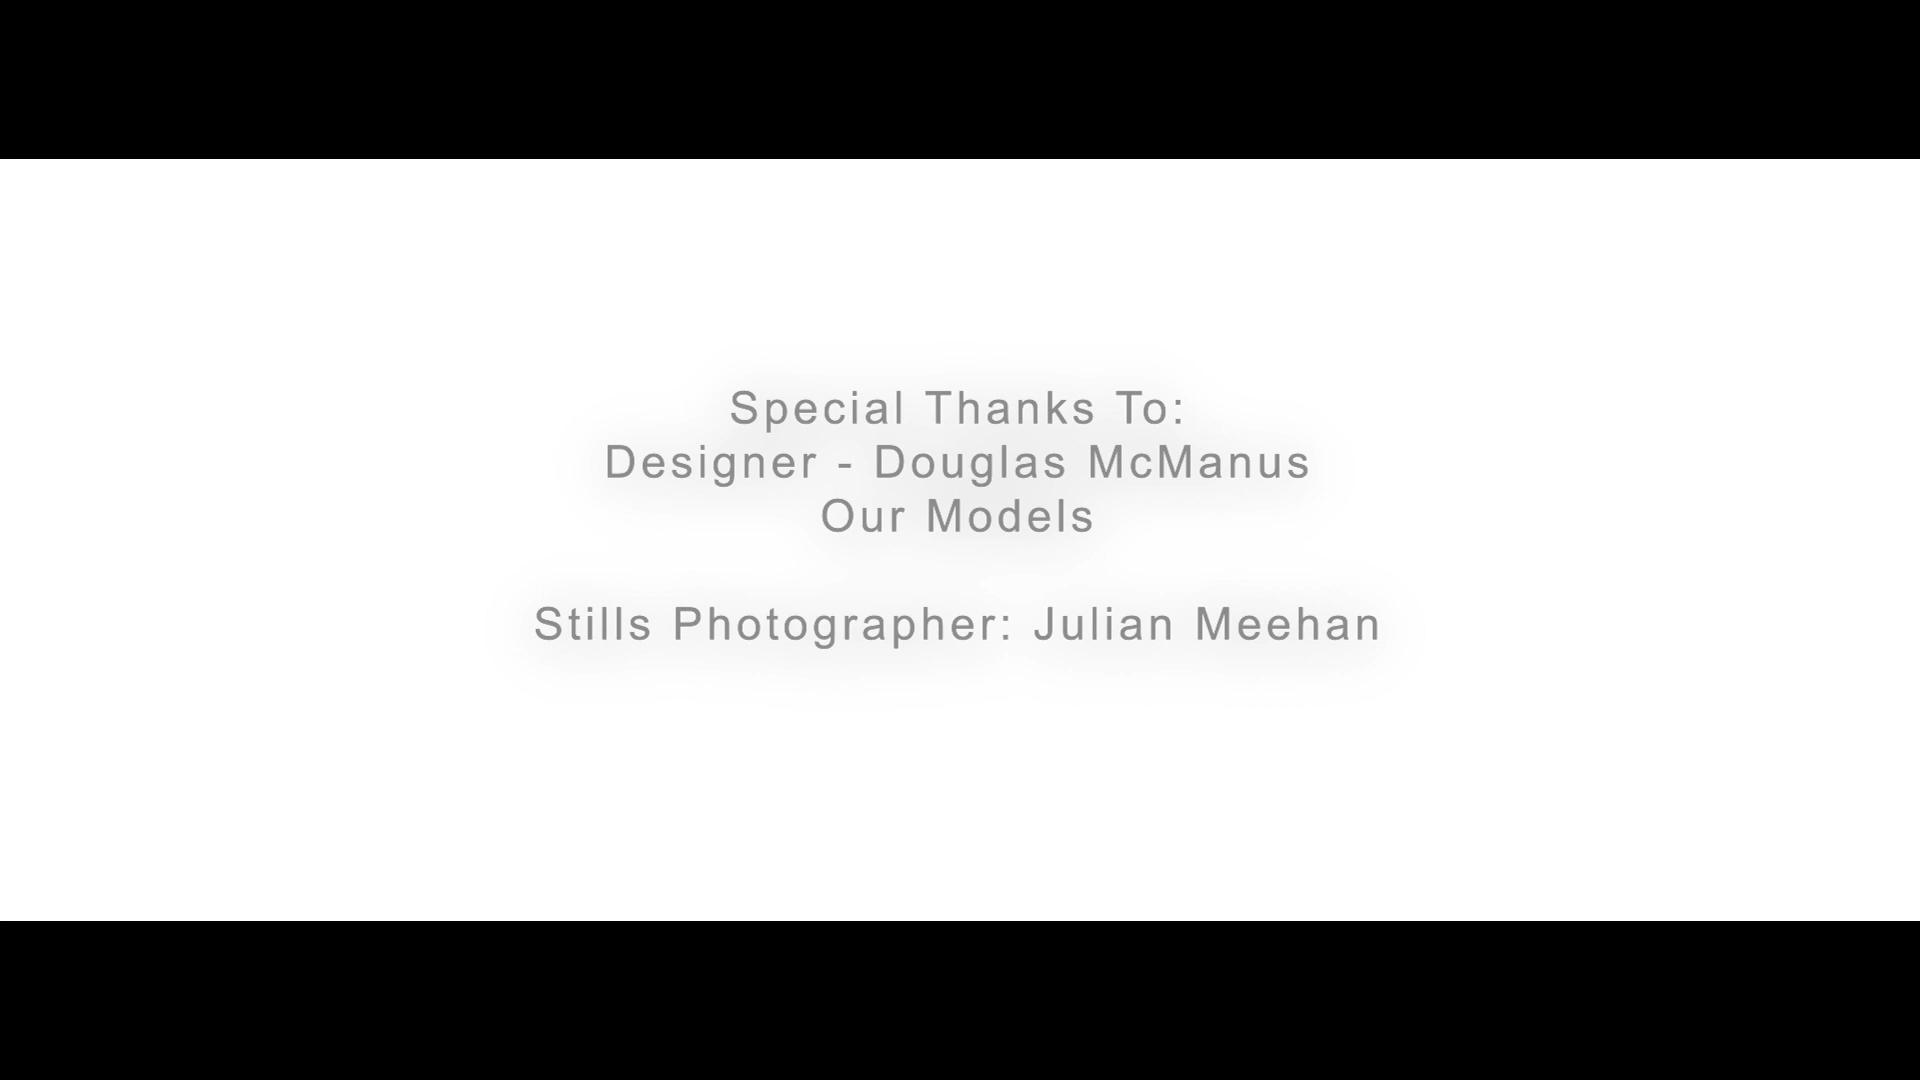 Special Thanks To:
Designer - Douglas McManus
Our Models
Stills Photographer: Julian Meehan